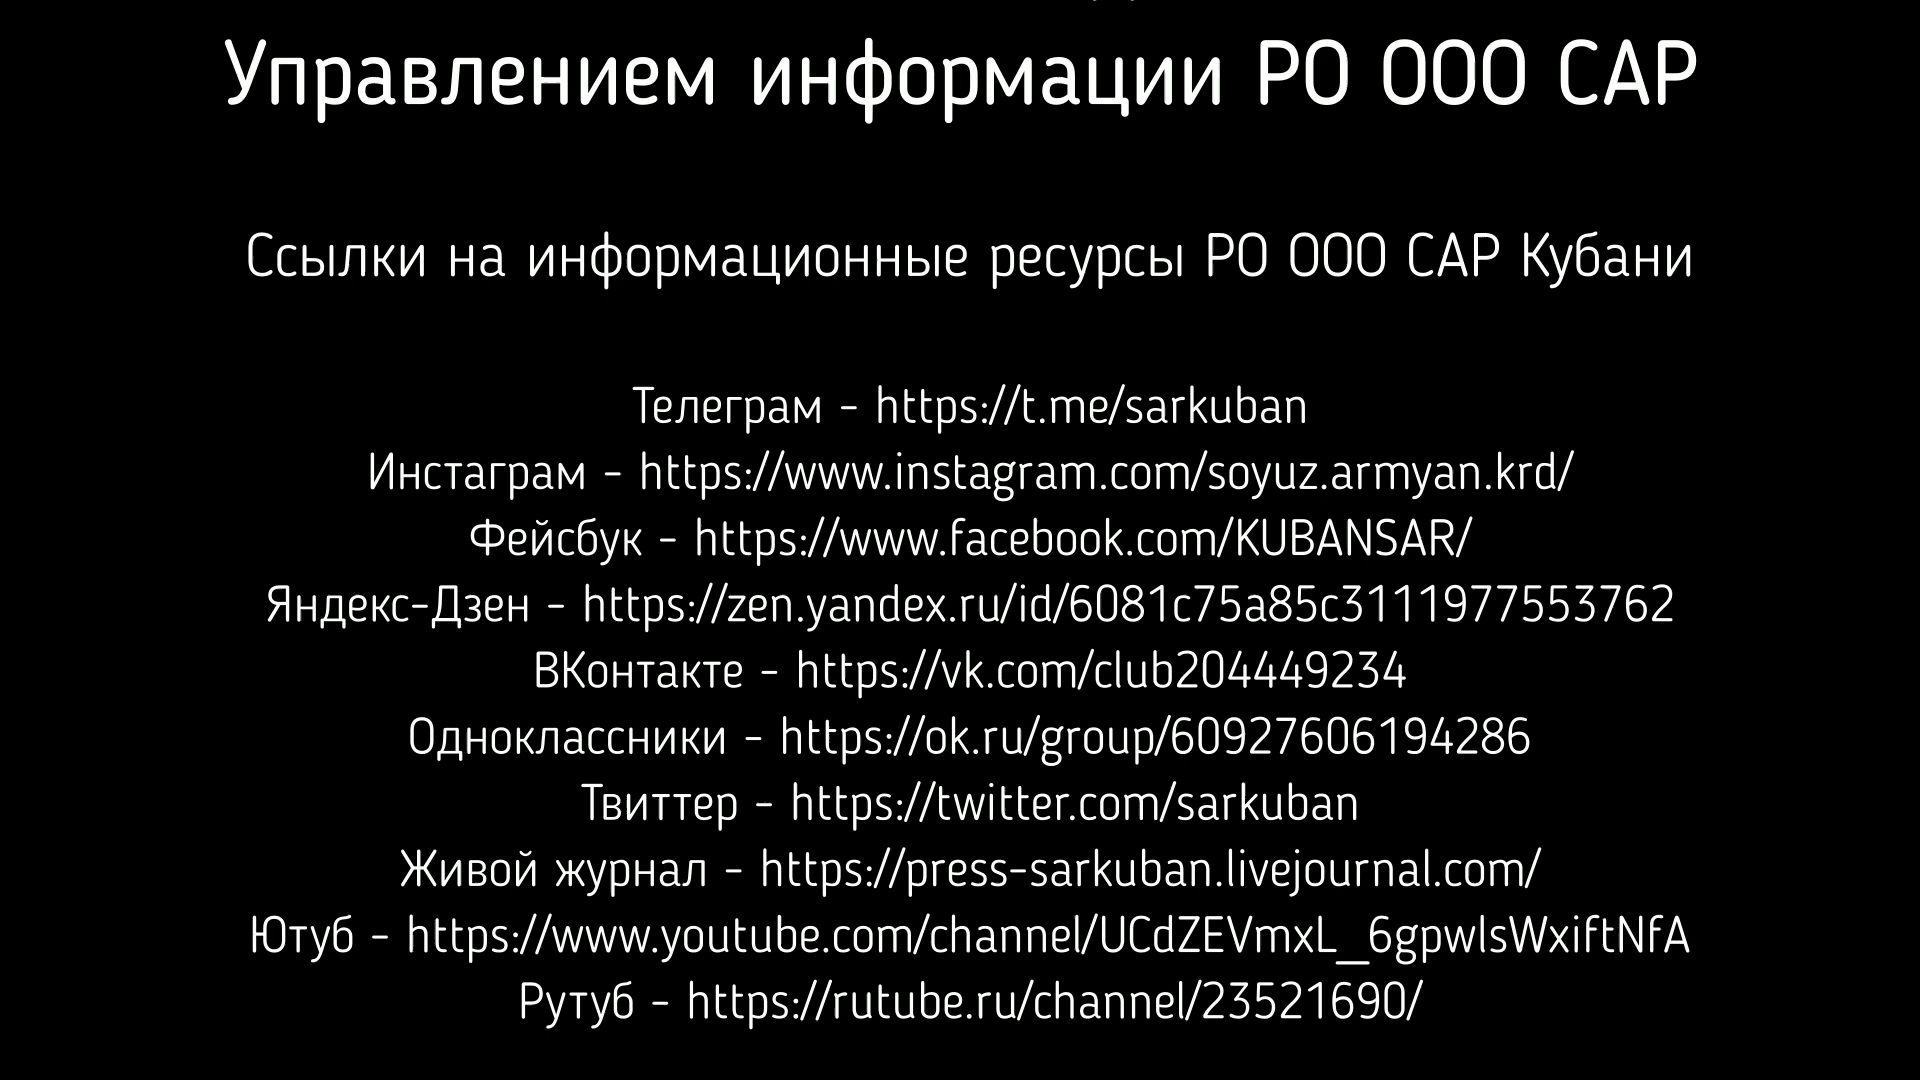 Управлением информации РО ООО САР
Ссылки на информационные ресурсы РО ООО САР Кубани
Телеграм - https://t.me/sarkuban
Инстаграм - https://www.instagram.com/soyuz.armyan.krd/
Фейсбук - https://www.facebook.com/KUBANSAR/
Яндекс-Дзен - https://zen.yandex.ru/id/6081c75a85c3111977553762
ВКонтакте - https://vk.com/club204449234
Одноклассники - https://ok.ru/group/60927606194286
Твиттер - https://twitter.com/sarkuban
Живой журнал - https://press-sarkuban.livejournal.com/
Ютуб - https://www.youtube.com/channel/UCdZEVmxL_6gpwlsWxiftNfA
Рутуб - https://rutube.ru/channel/23521690/